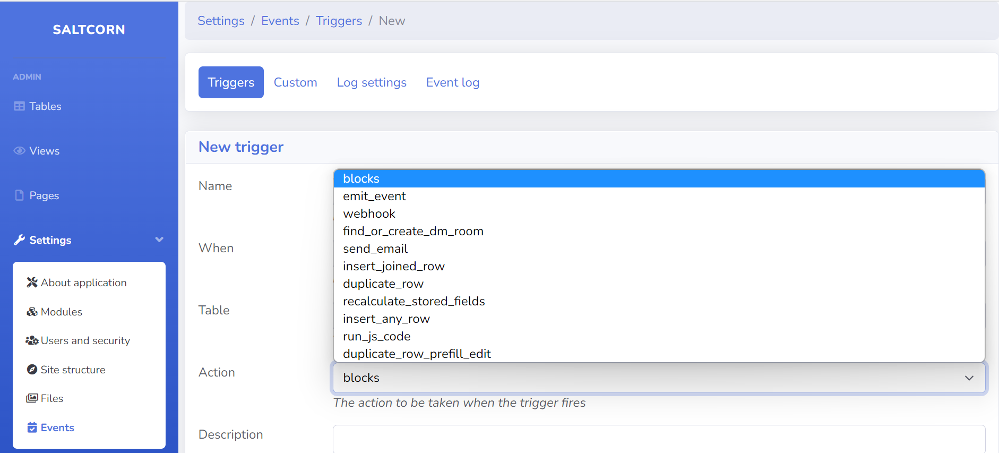 SALTCORN
ADMIN
Tables
Views
Pages
Settings
About application
Modules
Users and security
Site structure
Files
Events
Settings / Events / Triggers / New
Triggers Custom Log settings Event log
New trigger
Name
When
Table
Action
Description
blocks
emit_event
webhook
find_or_create_dm_room
send_email
insert_joined_row
duplicate_row
recalculate_stored_fields
insert_any_row
run_js_code
duplicate_row_prefill_edit
blocks
The action to be taken when the trigger fires